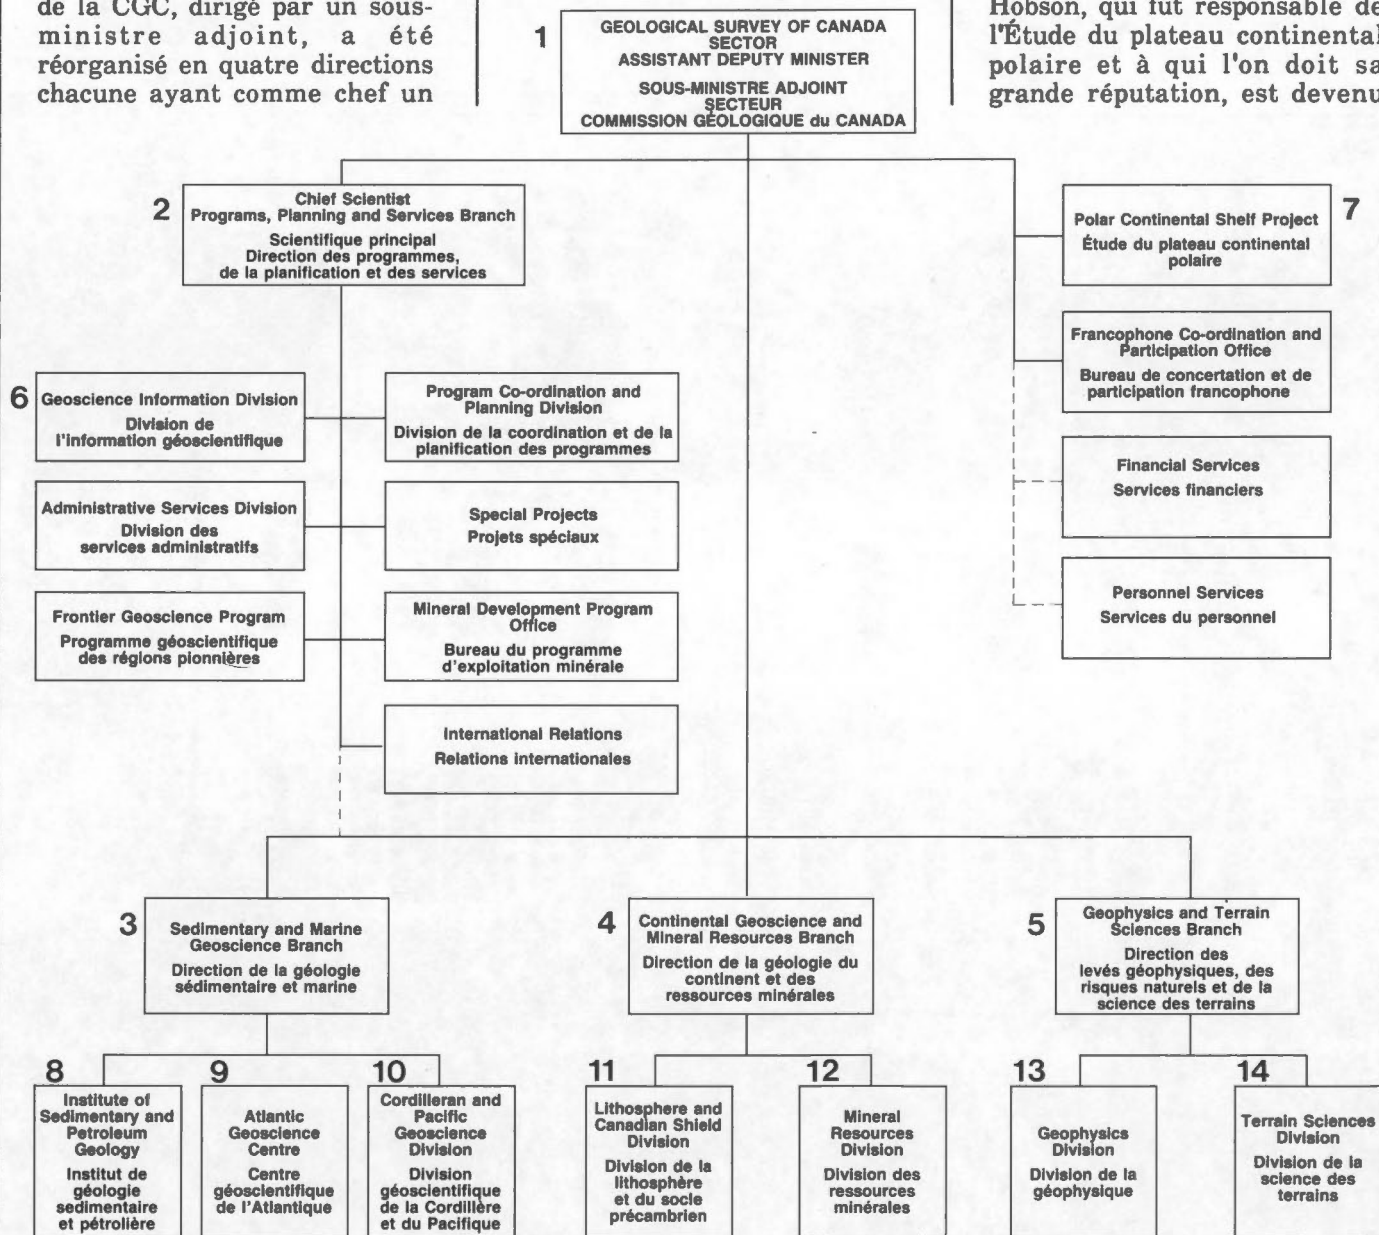 de la CGC, dirigé par un sous-
ministre adjoint, a été
réorganisé en quatre directions
chacune ayant comme chef un
Hobson, qui fut responsable de
l'Étude du plateau continental
polaire et à qui l'on doit sa
grande réputation, est devenu
1
GEOLOGICAL SURVEY OF CANADA
SECTOR
ASSISTANT DEPUTY MINISTER
SOUS-MINISTRE ADJOINT
SECTEUR
COMMISSION GÉOLOGIQUE du CANADA
2
Chief Scientist
Programs, Planning and Services Branch
Scientifique principal
Direction des programmes,
de la planification et des services
7
Polar Continental Shelf Project
Étude du plateau continental
polaire
Francophone Co-ordination and
Participation Office
Bureau de concertation et de
participation francophone
Financial Services
Services financiers
Personnel Services
Services du personnel
6
Geoscience Information Division
Division de
l'information géoscientifique
Program Co-ordination and
Planning Division
Division de la coordination et de la
planification des programmes
Administrative Services Division
Division des
services administratifs
Special Projects
Projets spéciaux
Frontier Geoscience Program
Programme géoscientifique
des régions pionnières
Mineral Development Program
Office
Bureau du programme
d'exploitation minérale
International Relations
Relations internationales
3
Sedimentary and Marine
Geoscience Branch
Direction de la géologie
sédimentaire et marine
4
Continental Geoscience and
Mineral Resources Branch
Direction de la géologie du
continent et des
ressources minérales
5
Geophysics and Terrain
Sciences Branch
Direction des
levés géophysiques, des
risques naturels et de la
science des terrains
8
Institute of
Sedimentary and
Petroleum
Geology
Institut de
géologie
sedimentaire
et pétrolière
9
Atlantic
Geoscience
Centre
Centre
géoscientifique
de l'Atlantique
10
Cordilleran and
Pacific
Geoscience
Division
Division
géoscientifique
de la Cordillère
et du Pacifique
11
Lithosphere and
Canadian Shield
Division
Division de la
lithosphère
et du socle
précambrien
12
Mineral
Resources
Division
Division des
ressources
minérales
13
Geophysics
Division
Division de la
géophysique
14
Terrain Sciences
Division
Division de la
science des
terrains